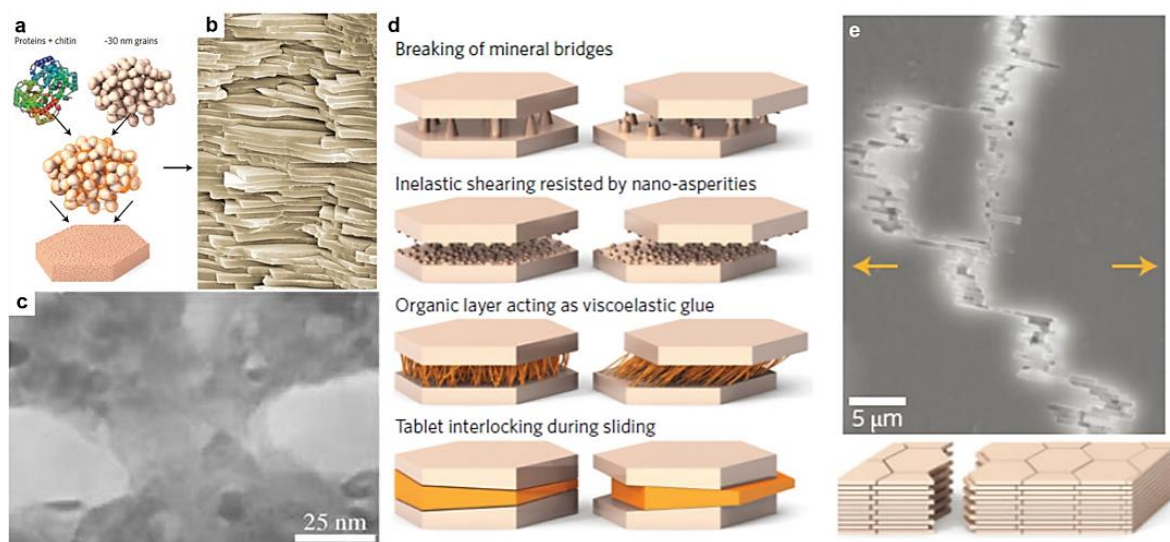 a
Proteins + chitin
~30 nm grains
b
c
25 nm
d
Breaking of mineral bridges
Inelastic shearing resisted by nano-asperities
Organic layer acting as viscoelastic glue
Tablet interlocking during sliding
e
5 μm